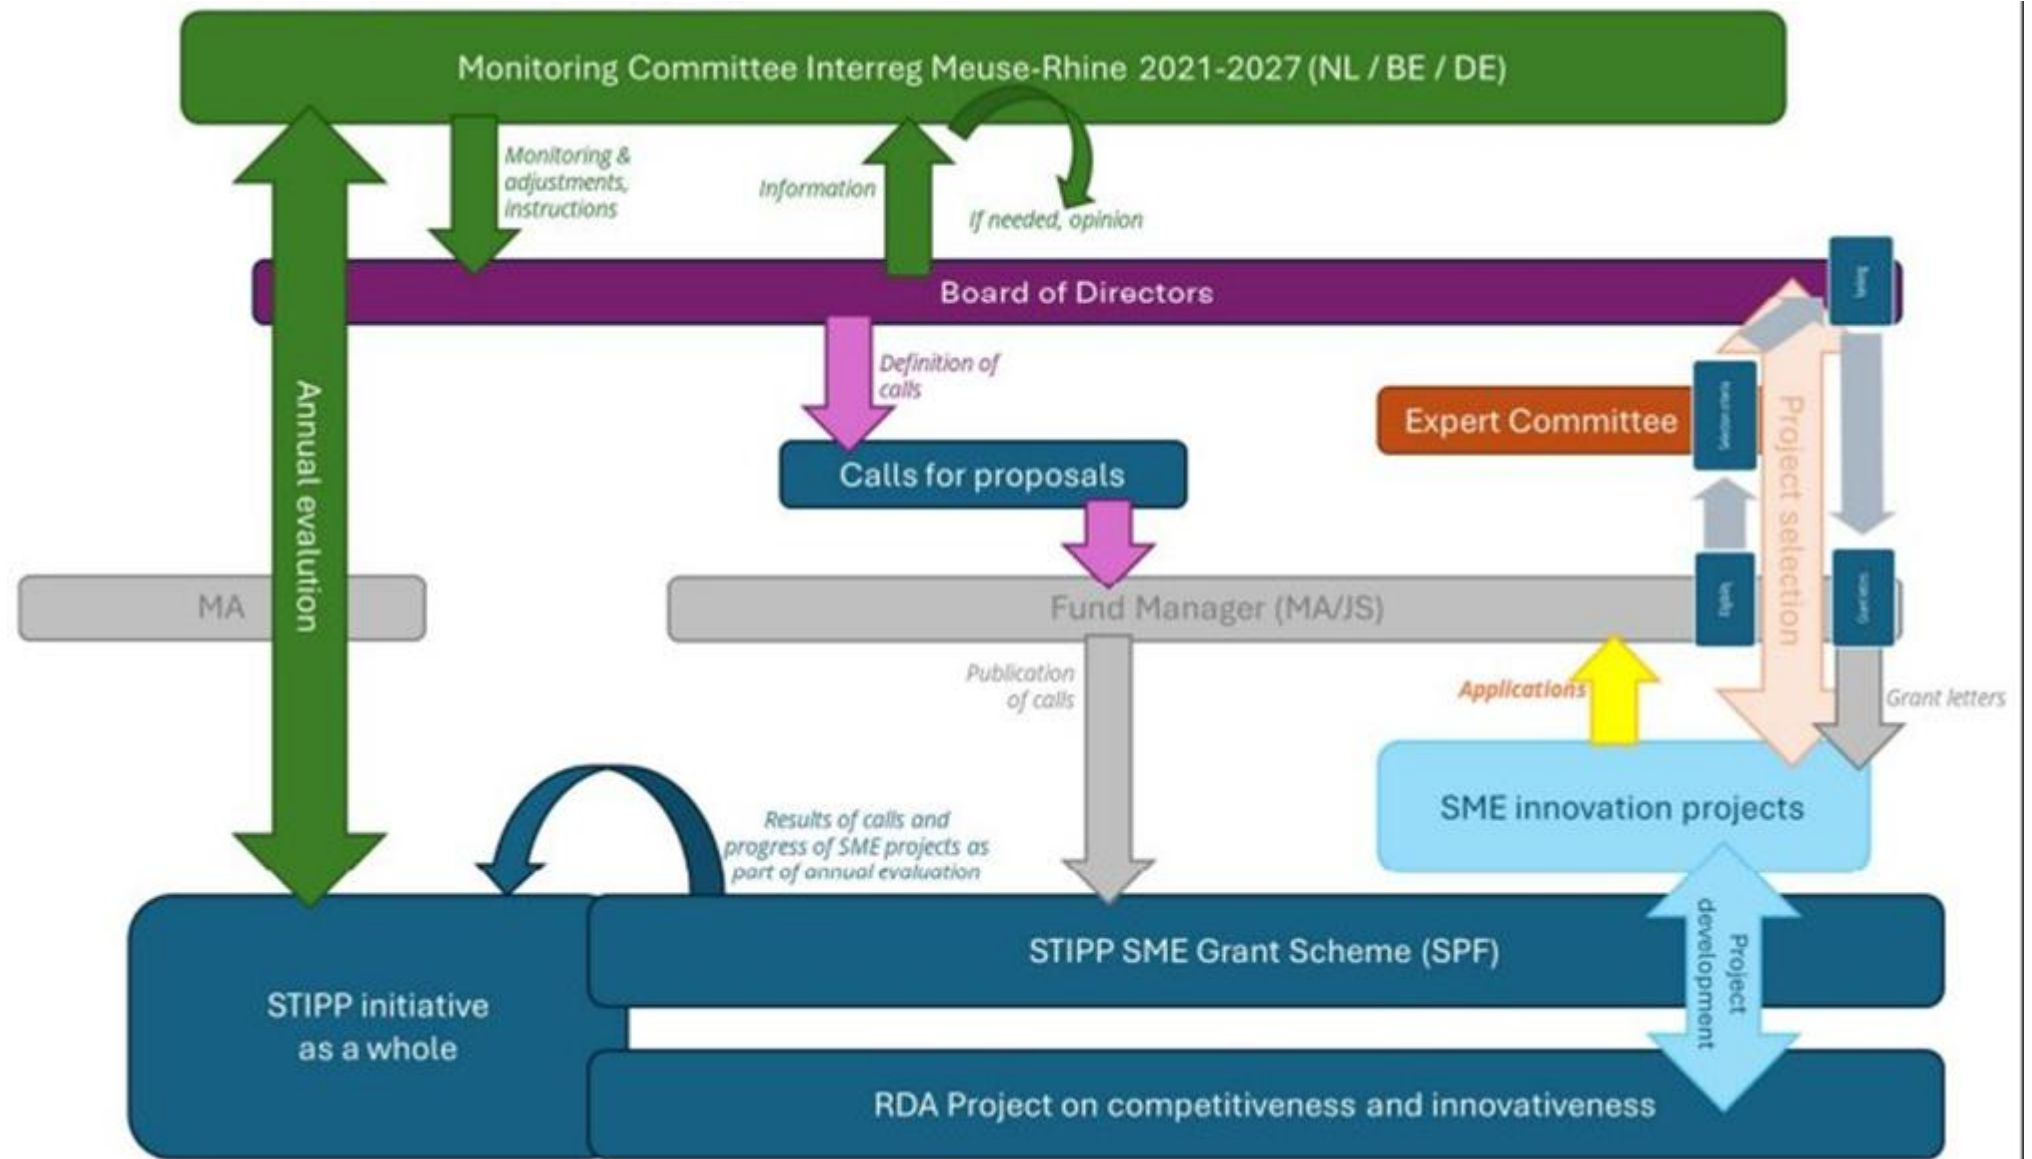 Monitoring Committee Interreg Meuse-Rhine 2021-2027 (NL / BE / DE)
Monitoring &
adjustments,
instructions
Information
If needed, opinion
Board of Directors
Definition of
calls
Annual evalution
Expert Committee
Calls for proposals
Project selection
MA
Fund Manager (MA/JS)
Publication
of calls
Applications
Grant letters
SME innovation projects
Results of calls and
progress of SME projects as
part of annual evaluation
Project
development
STIPP SME Grant Scheme (SPF)
STIPP initiative
as a whole
RDA Project on competitiveness and innovativeness